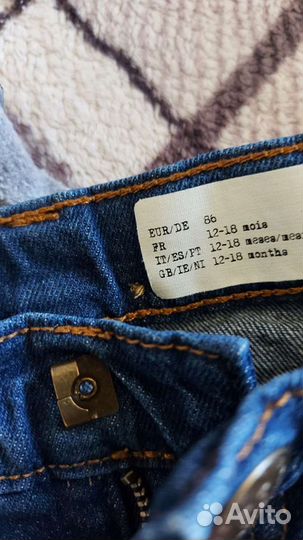 EUR/DE 86
FR 12-18 mois
IT/ES/PT 12-18 meses/mesi
GB/IE/NI 12-18 months
Avito